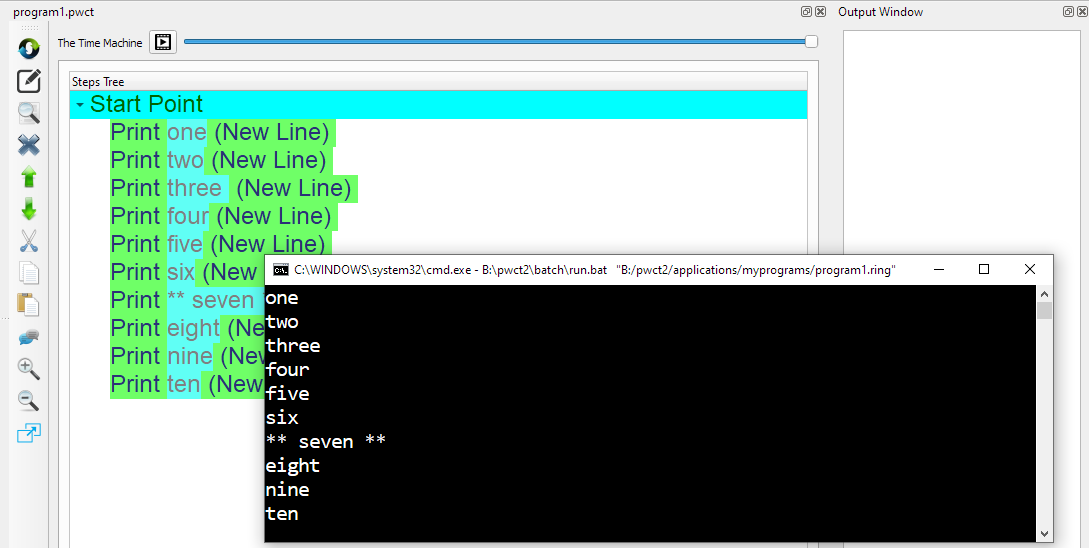 program1.pwct
Output Window
The Time Machine
Steps Tree
Start Point
Print one (New Line)
Print two (New Line)
Print three  (New Line)
Print four (New Line)
Print five (New Line)
Print six (New
Print ** seven
Print eight (Ne
Print nine (Nev
Print ten (New
C:\WINDOWS\system32\cmd.exe - B:\pwct2\batch\run.bat  "B:/pwct2/applications/myprograms/program1.ring"
one
two
three
four
five
six
** seven **
eight
nine
ten